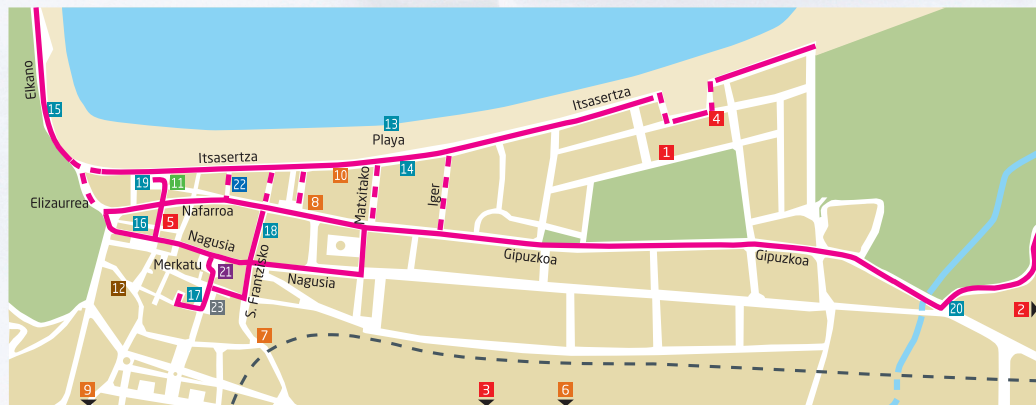 Elkano
15
13
Playa
Itsasertza
4
1
Itsasertza
14
10
19
11
22
8
Matxitako
Iger
Elizaurrea
Nafarroa
16
5
18
Nagusia
Merkatu
21
S. Frantzisko
Nagusia
Gipuzkoa
Gipuzkoa
12
17
23
20
2
7
9
3
6